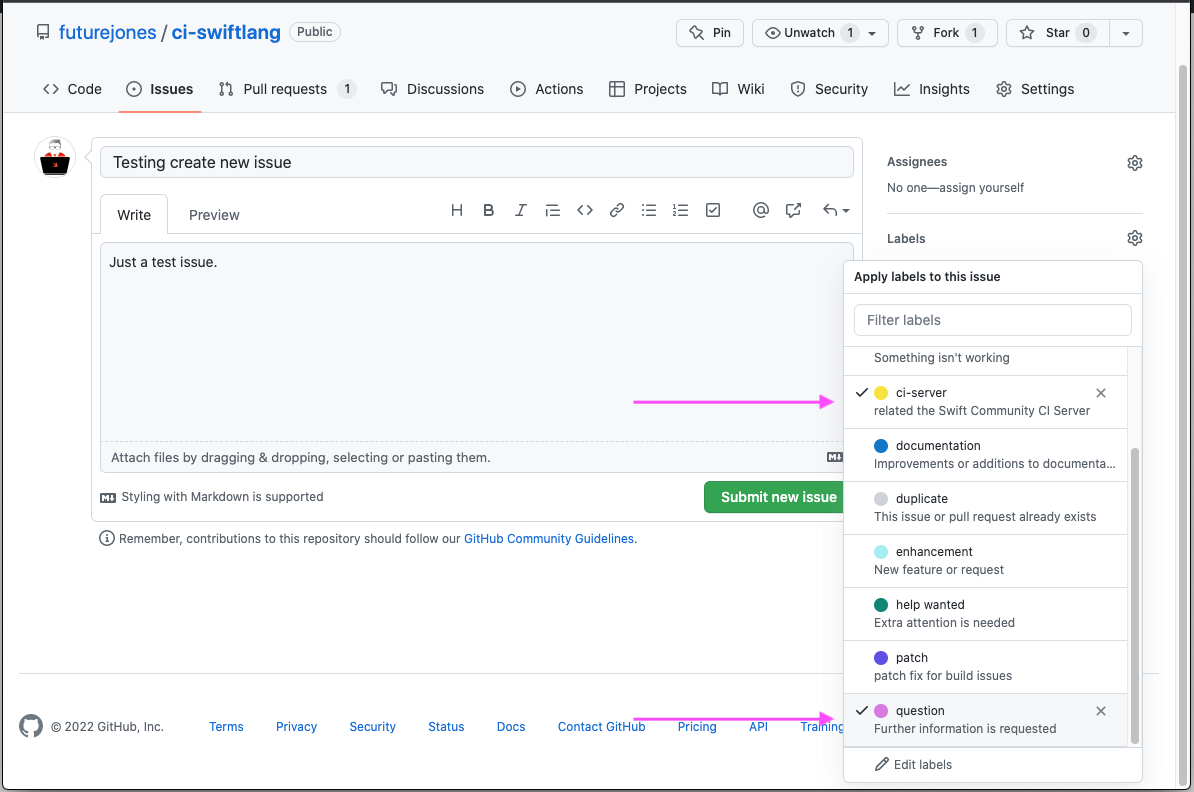 futurejones / ci-swiftlang Public Pin Unwatch 1 Fork 1 Star 0
Code Issues Pull requests 1 Discussions Actions Projects Wiki Security Insights Settings
Testing create new issue
Write Preview
Just a test issue.
Attach files by dragging & dropping, selecting or pasting them.
Styling with Markdown is supported
Submit new issue
Remember, contributions to this repository should follow our GitHub Community Guidelines.
Assignees
No one—assign yourself
Labels
Apply labels to this issue
Filter labels
Something isn't working
ci-server
related the Swift Community CI Server
documentation
Improvements or additions to documenta...
duplicate
This issue or pull request already exists
enhancement
New feature or request
help wanted
Extra attention is needed
patch
patch fix for build issues
question
Further information is requested
Edit labels
© 2022 GitHub, Inc. Terms Privacy Security Status Docs Contact GitHub Pricing API Training